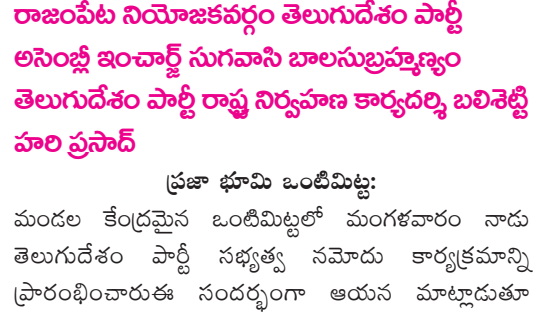 రాజంపేట నియోజకవర్గం తెలుగుదేశం పార్టీ
అసెంబ్లీ ఇంచార్జ్ సుగవాసి బాలసుబ్రహ్మణ్యం
తెలుగుదేశం పార్టీ రాష్ట్ర నిర్వహణ కార్యదర్శి బలిశెట్టి
హరి ప్రసాద్
ప్రజా భూమి ఒంటిమిట్ట:
మండల కేంద్రమైన ఒంటిమిట్టలో మంగళవారం నాడు
తెలుగుదేశం పార్టీ సభ్యత్వ నమోదు కార్యక్రమాన్ని
ప్రారంభించారుఈ సందర్భంగా ఆయన మాట్లాడుతూ